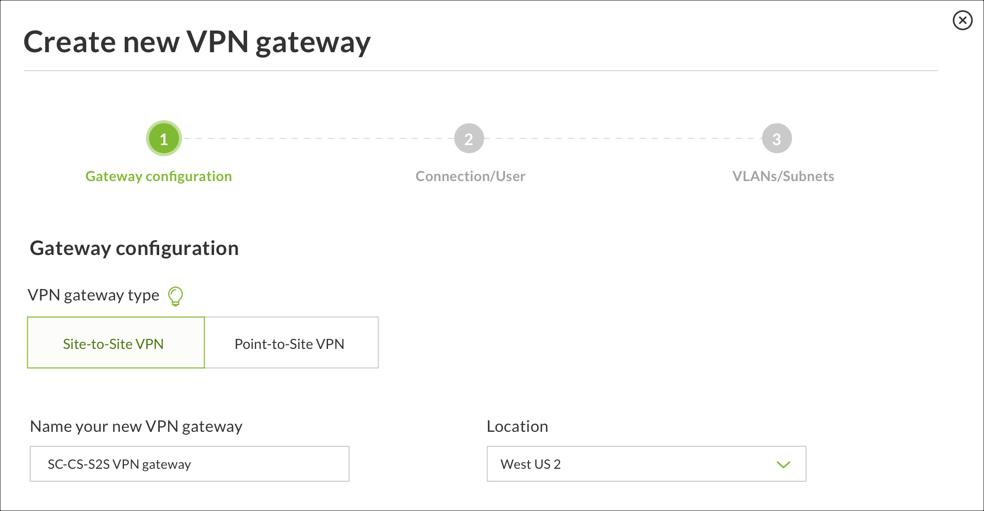 Create new VPN gateway
1
2
3
Gateway configuration
Connection/User
VLANs/Subnets
Gateway configuration
VPN gateway type
Site-to-Site VPN
Point-to-Site VPN
Name your new VPN gateway
Location
SC-CS-S2S VPN gateway
West US 2